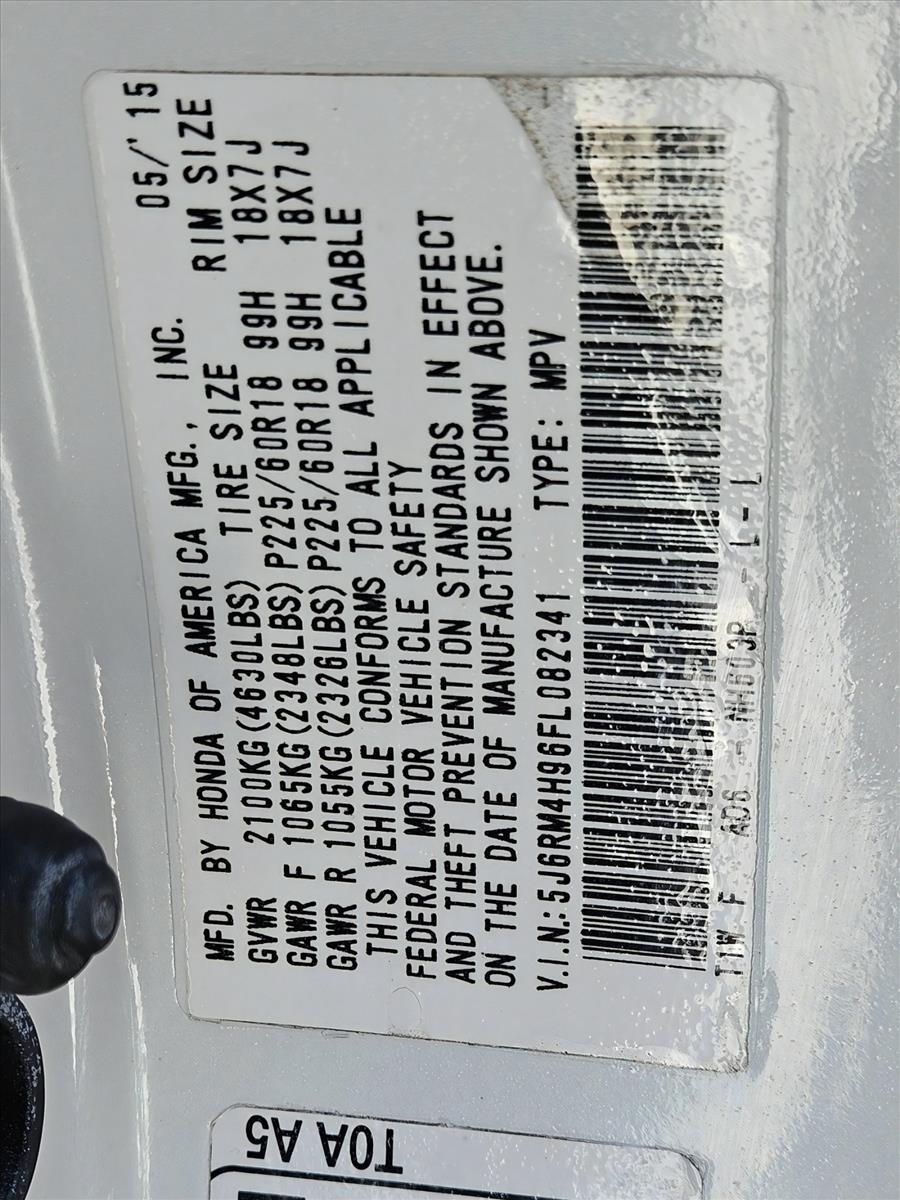 MFD. BY HONDA OF AMERICA MFG., INC. 05/'15
GVWR 2100KG(4630LBS) TIRE SIZE RIM SIZE
GAWR F 1065KG(2348LBS) P225/60R18 99H 18X7J
GAWR R 1055KG(2326LBS) P225/60R18 99H 18X7J
THIS VEHICLE CONFORMS TO ALL APPLICABLE
FEDERAL MOTOR VEHICLE SAFETY
AND THEFT PREVENTION STANDARDS IN EFFECT
ON THE DATE OF MANUFACTURE SHOWN ABOVE.
V.I.N.:5J6RM4H96FL082341 TYPE: MPV
T1W F NH603P -L-L
T0A A5